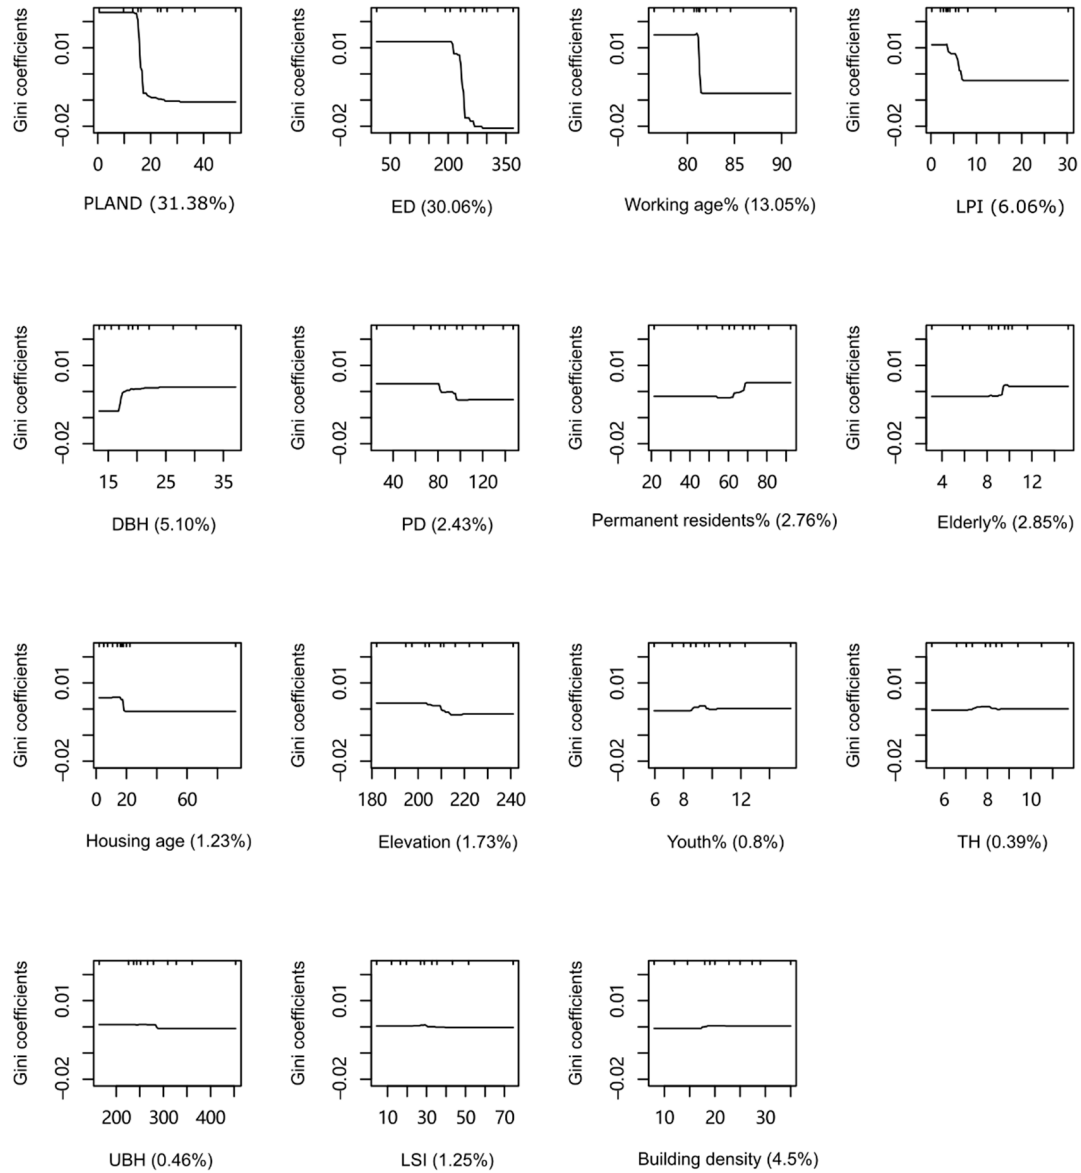 Gini coefficients
0.01
−0.02
0 20 40
PLAND (31.38%)
Gini coefficients
0.01
−0.02
50 200 350
ED (30.06%)
Gini coefficients
0.01
−0.02
80 85 90
Working age% (13.05%)
Gini coefficients
0.01
−0.02
0 10 20 30
LPI (6.06%)
Gini coefficients
0.01
−0.02
15 25 35
DBH (5.10%)
Gini coefficients
0.01
−0.02
40 80 120
PD (2.43%)
Gini coefficients
0.01
−0.02
20 40 60 80
Permanent residents% (2.76%)
Gini coefficients
0.01
−0.02
4 8 12
Elderly% (2.85%)
Gini coefficients
0.01
−0.02
0 20 60
Housing age (1.23%)
Gini coefficients
0.01
−0.02
180 200 220 240
Elevation (1.73%)
Gini coefficients
0.01
−0.02
6 8 12
Youth% (0.8%)
Gini coefficients
0.01
−0.02
6 8 10
TH (0.39%)
Gini coefficients
0.01
−0.02
200 300 400
UBH (0.46%)
Gini coefficients
0.01
−0.02
10 30 50 70
LSI (1.25%)
Gini coefficients
0.01
−0.02
10 20 30
Building density (4.5%)